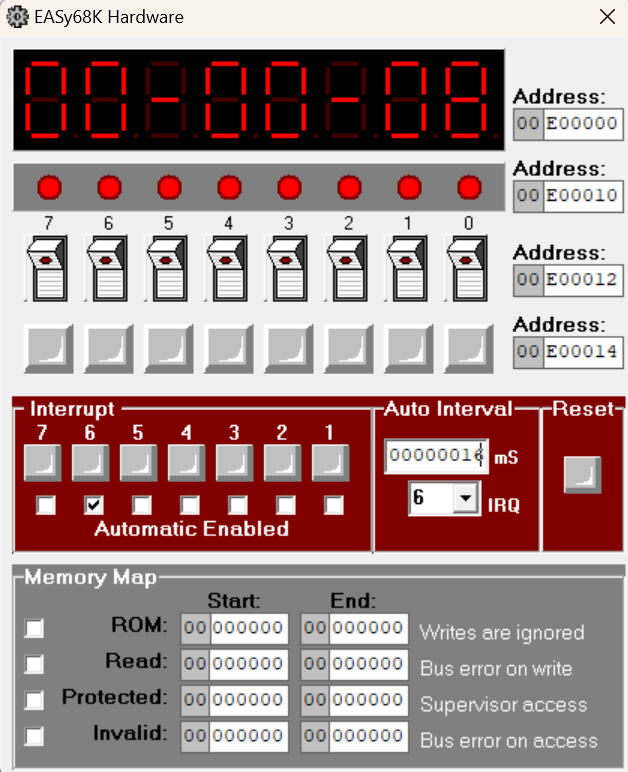 EASy68K Hardware
00-00-08
Address:
00 E00000
Address:
00 E00010
7 6 5 4 3 2 1 0
Address:
00 E00012
Address:
00 E00014
Interrupt
7 6 5 4 3 2 1
Automatic Enabled
Auto Interval
00000016 mS
6 IRQ
Reset
Memory Map
Start: End:
ROM: 00 000000 00 000000 Writes are ignored
Read: 00 000000 00 000000 Bus error on write
Protected: 00 000000 00 000000 Supervisor access
Invalid: 00 000000 00 000000 Bus error on access